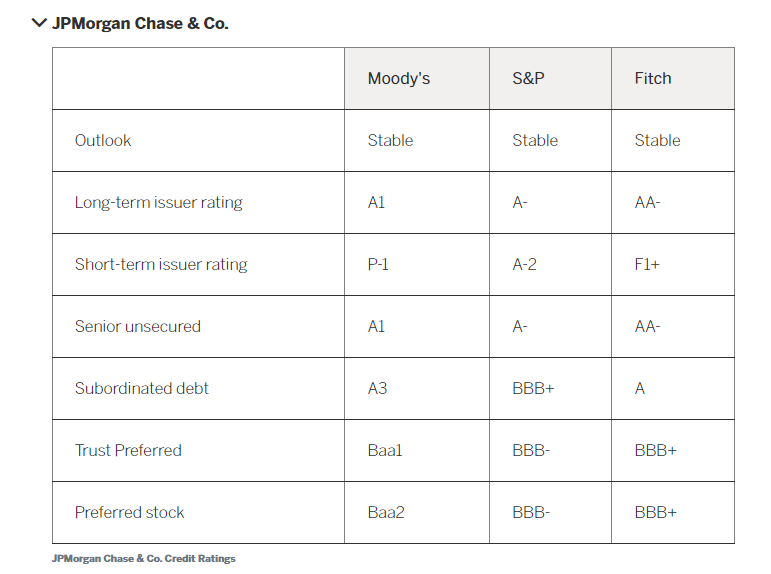 JPMorgan Chase & Co.
Moody's S&P Fitch
Outlook Stable Stable Stable
Long-term issuer rating A1 A- AA-
Short-term issuer rating P-1 A-2 F1+
Senior unsecured A1 A- AA-
Subordinated debt A3 BBB+ A
Trust Preferred Baa1 BBB- BBB+
Preferred stock Baa2 BBB- BBB+
JPMorgan Chase & Co. Credit Ratings